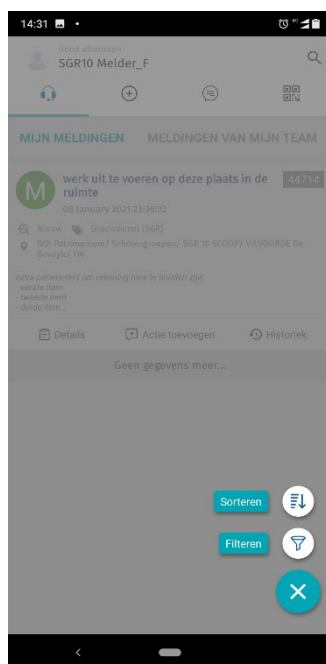 14:31
Good afternoon
SGR10 Melder_F
MIJN MELDINGEN MELDINGEN VAN MIJN TEAM
M werk uit te voeren op deze plaats in de 44714
ruimte
08 January 2021 23:36:32
Nieuw Groendienst (SGR)
GO! Patrimonium/ Scholengroepen/ SGR 10 SCOOP/ VILVOORDE De
Bavaylei 116
extra parameters om rekening mee te houden zijn:
- eerste item
- tweede item
- derde item...
Details Actie toevoegen Historiek
Geen gegevens meer...
Sorteren
Filteren